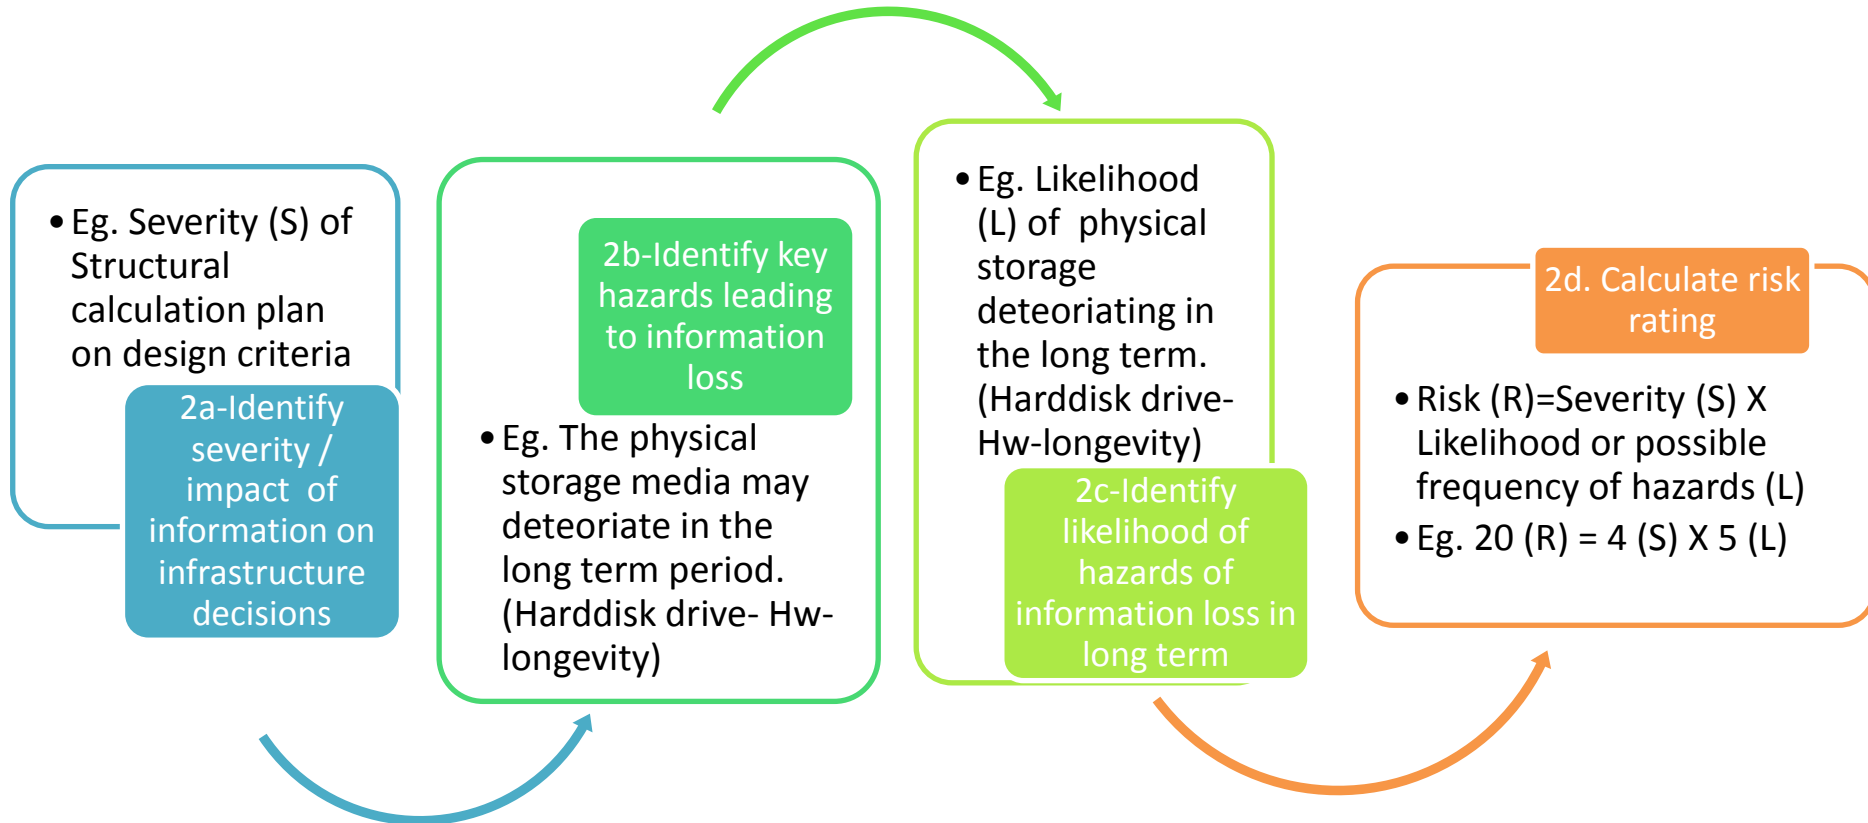 • Eg. Severity (S) of
Structural
calculation plan
on design criteria
2a-Identify
severity /
impact of
information on
infrastructure
decisions
2b-Identify key
hazards leading
to information
loss
• Eg. The physical
storage media may
deteoriate in the
long term period.
(Harddisk drive- Hw-
longevity)
• Eg. Likelihood
(L) of physical
storage
deteoriating in
the long term.
(Harddisk drive-
Hw-longevity)
2c-Identify
likelihood of
hazards of
information loss in
long term
2d. Calculate risk
rating
• Risk (R)=Severity (S) X
Likelihood or possible
frequency of hazards (L)
• Eg. 20 (R) = 4 (S) X 5 (L)